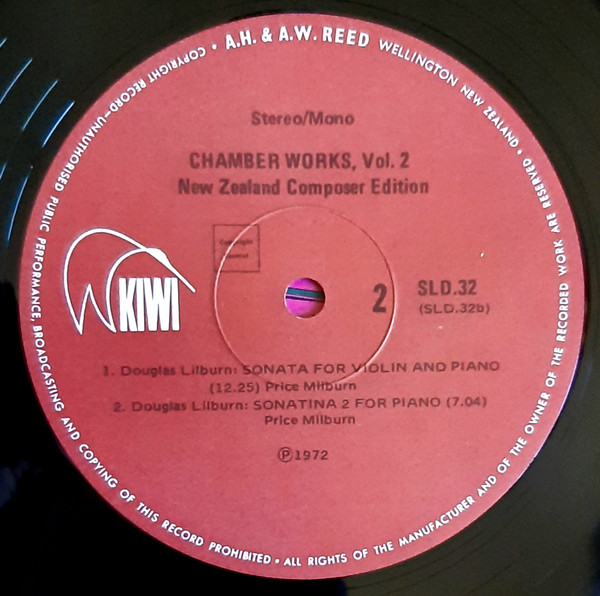 • A.H. & A.W. REED WELLINGTON NEW ZEALAND • ALL RIGHTS OF THE MANUFACTURER AND OF THE OWNER OF THE RECORDED WORK ARE RESERVED • COPYRIGHT RECORD—UNAUTHORISED PUBLIC PERFORMANCE, BROADCASTING AND COPYING OF THIS RECORD PROHIBITED
Stereo/Mono
CHAMBER WORKS, Vol. 2
New Zealand Composer Edition
Copyright
Control
KIWI
2
SLD.32
(SLD.32b)
1. Douglas Lilburn: SONATA FOR VIOLIN AND PIANO
(12.25) Price Milburn
2. Douglas Lilburn: SONATINA 2 FOR PIANO (7.04)
Price Milburn
Ⓟ1972